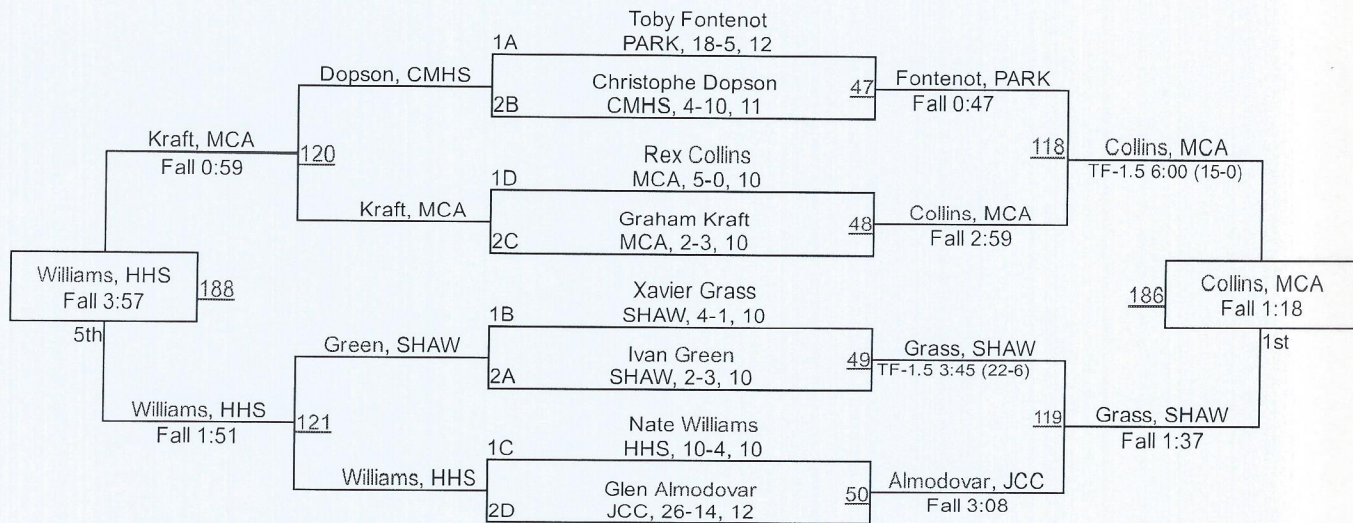 Toby Fontenot
1A
PARK, 18-5, 12
Dopson, CMHS
Christophe Dopson
47
Fontenot, PARK
2B
CMHS, 4-10, 11
Fall 0:47
Kraft, MCA
Fall 0:59
120
Rex Collins
118
Collins, MCA
1D
MCA, 5-0, 10
TF-1.5 6:00 (15-0)
Kraft, MCA
Graham Kraft
48
Collins, MCA
2C
MCA, 2-3, 10
Fall 2:59
Williams, HHS
Fall 3:57
188
5th
Xavier Grass
186
Collins, MCA
Fall 1:18
1st
1B
SHAW, 4-1, 10
Green, SHAW
Ivan Green
49
Grass, SHAW
2A
SHAW, 2-3, 10
TF-1.5 3:45 (22-6)
Williams, HHS
Fall 1:51
121
Nate Williams
119
Grass, SHAW
Fall 1:37
1C
HHS, 10-4, 10
Williams, HHS
Glen Almodovar
50
Almodovar, JCC
2D
JCC, 26-14, 12
Fall 3:08